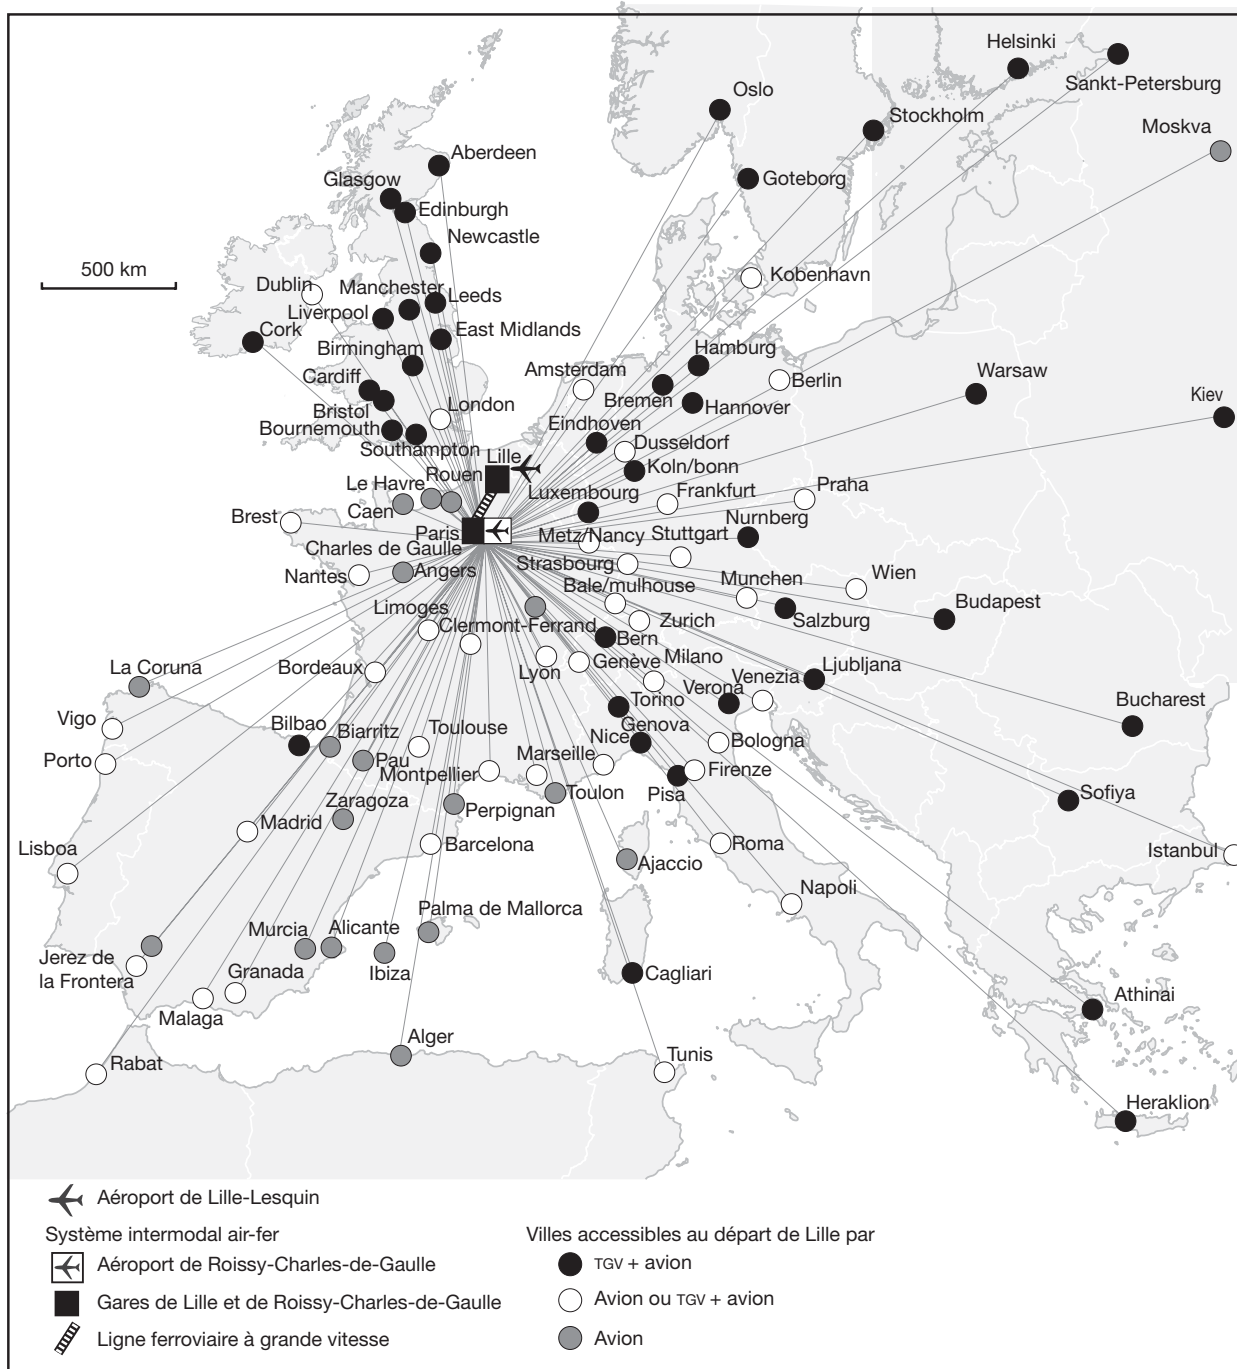 Helsinki
Sankt-Petersburg
Oslo
Stockholm
Moskva
Aberdeen
Glasgow
Goteborg
Edinburgh
Newcastle
500 km
Dublin
Manchester
Leeds
Kobenhavn
Liverpool
Cork
East Midlands
Birmingham
Hamburg
Cardiff
Amsterdam
Berlin
Warsaw
Bremen
Hannover
Kiev
Bristol
London
Bournemouth
Eindhoven
Southampton
Dusseldorf
Lille
Koln/bonn
Rouen
Le Havre
Luxembourg
Frankfurt
Praha
Caen
Brest
Paris
Metz/Nancy
Stuttgart
Nurnberg
Charles de Gaulle
Strasbourg
Nantes
Angers
Bale/mulhouse
Munchen
Wien
Limoges
Clermont-Ferrand
Zurich
Salzburg
Budapest
Bern
La Coruna
Bordeaux
Lyon
Genève
Milano
Ljubljana
Venezia
Verona
Torino
Bucharest
Vigo
Bilbao
Biarritz
Toulouse
Genova
Nice
Bologna
Porto
Pau
Marseille
Montpellier
Firenze
Pisa
Toulon
Sofiya
Zaragoza
Perpignan
Madrid
Lisboa
Barcelona
Roma
Istanbul
Ajaccio
Napoli
Palma de Mallorca
Murcia
Alicante
Jerez de
la Frontera
Granada
Ibiza
Cagliari
Athinai
Malaga
Alger
Rabat
Tunis
Heraklion
Aéroport de Lille-Lesquin
Système intermodal air-fer
Aéroport de Roissy-Charles-de-Gaulle
Gares de Lille et de Roissy-Charles-de-Gaulle
Ligne ferroviaire à grande vitesse
Villes accessibles au départ de Lille par
TGV + avion
Avion ou TGV + avion
Avion